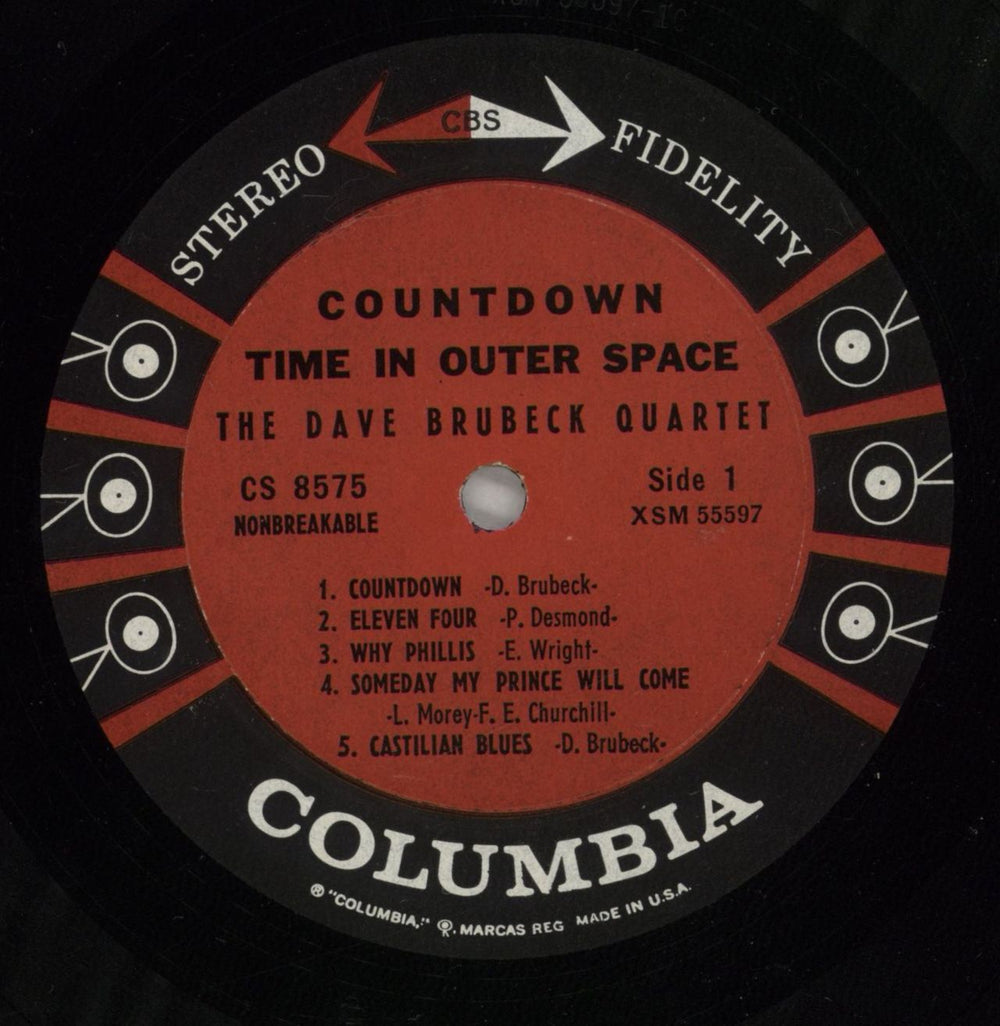 CBS
STEREO FIDELITY
COUNTDOWN
TIME IN OUTER SPACE
THE DAVE BRUBECK QUARTET
CS 8575
NONBREAKABLE
Side 1
XSM 55597
1. COUNTDOWN -D. Brubeck-
2. ELEVEN FOUR -P. Desmond-
3. WHY PHILLIS -E. Wright-
4. SOMEDAY MY PRINCE WILL COME
-L. Morey-F. E. Churchill-
5. CASTILIAN BLUES -D. Brubeck-
COLUMBIA
® "COLUMBIA," ®. MARCAS REG MADE IN U.S.A.